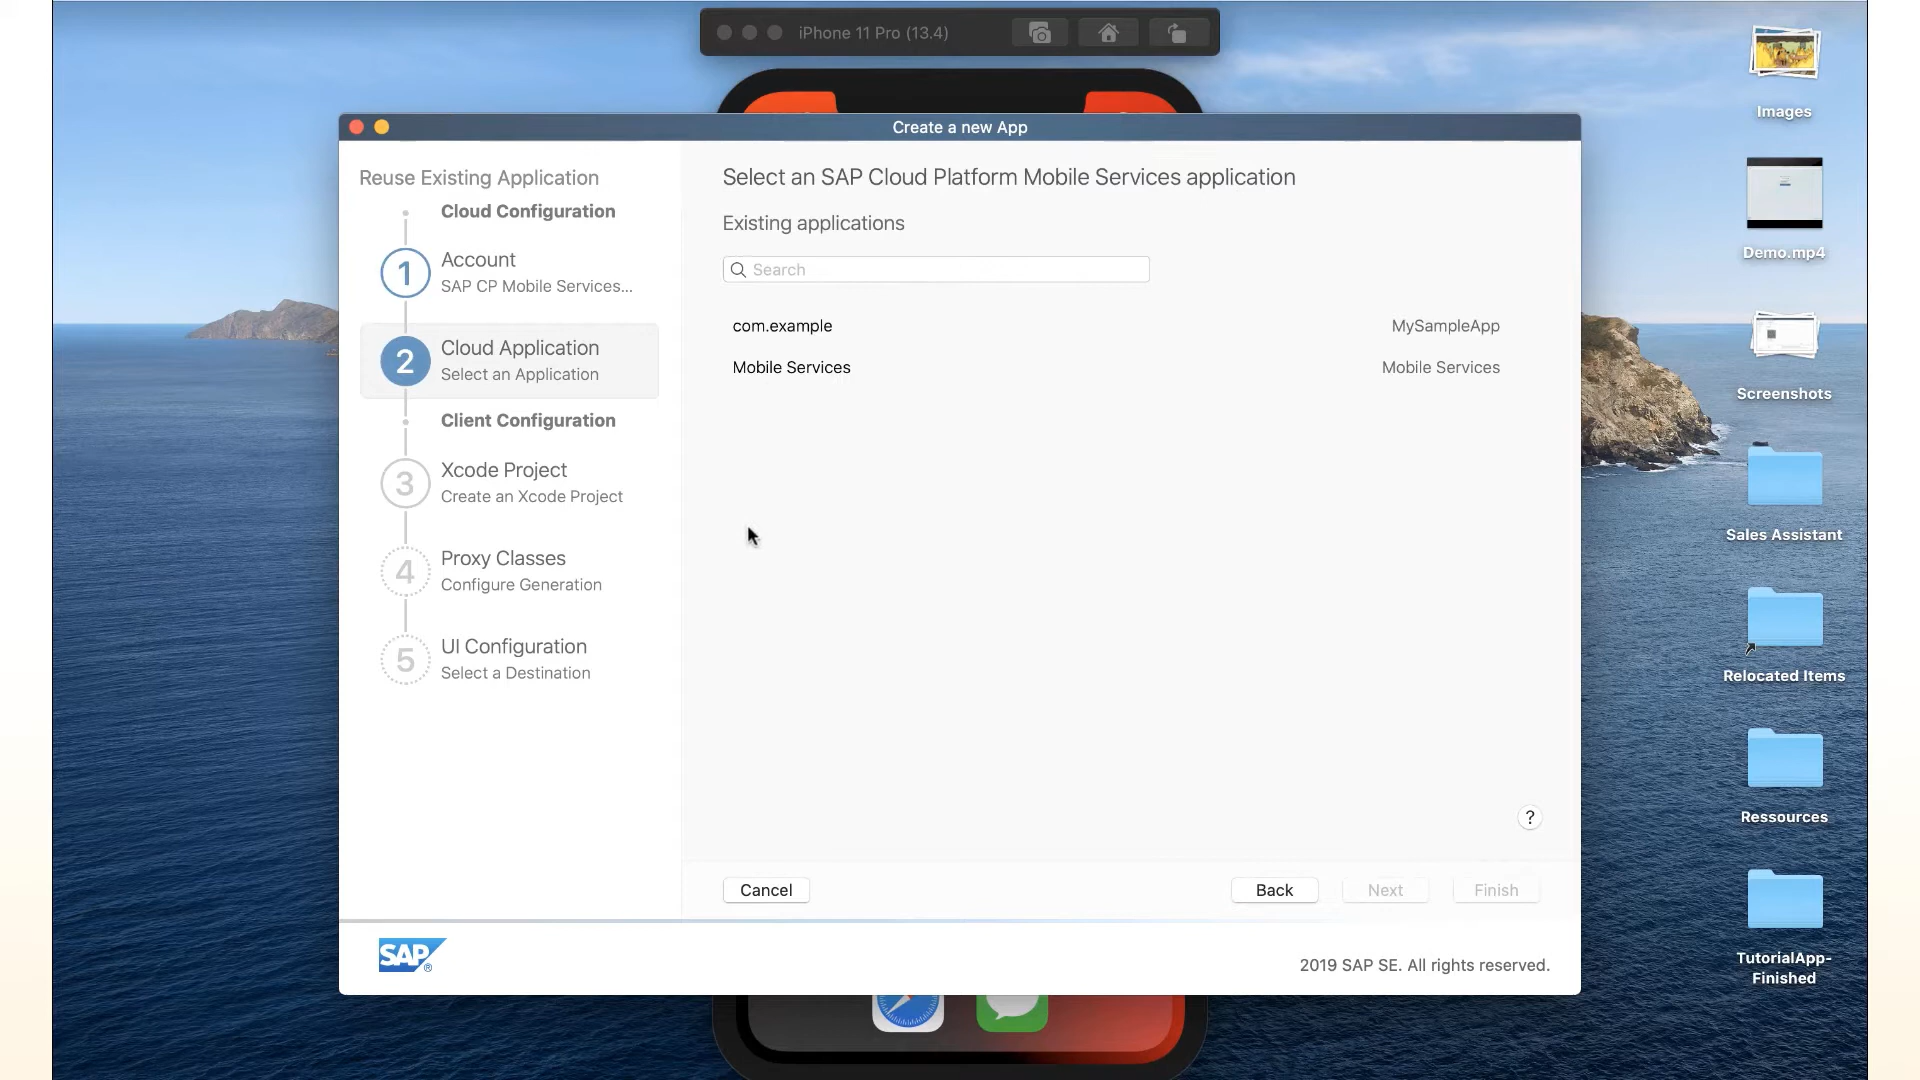 iPhone 11 Pro (13.4)
Create a new App
Reuse Existing Application
Cloud Configuration
1
Account
SAP CP Mobile Services...
2
Cloud Application
Select an Application
Client Configuration
3
Xcode Project
Create an Xcode Project
4
Proxy Classes
Configure Generation
5
UI Configuration
Select a Destination
Select an SAP Cloud Platform Mobile Services application
Existing applications
Search
com.example MySampleApp
Mobile Services Mobile Services
?
Cancel Back Next Finish
SAP®
2019 SAP SE. All rights reserved.
Images
Demo.mp4
Screenshots
Sales Assistant
Relocated Items
Ressources
TutorialApp-
Finished